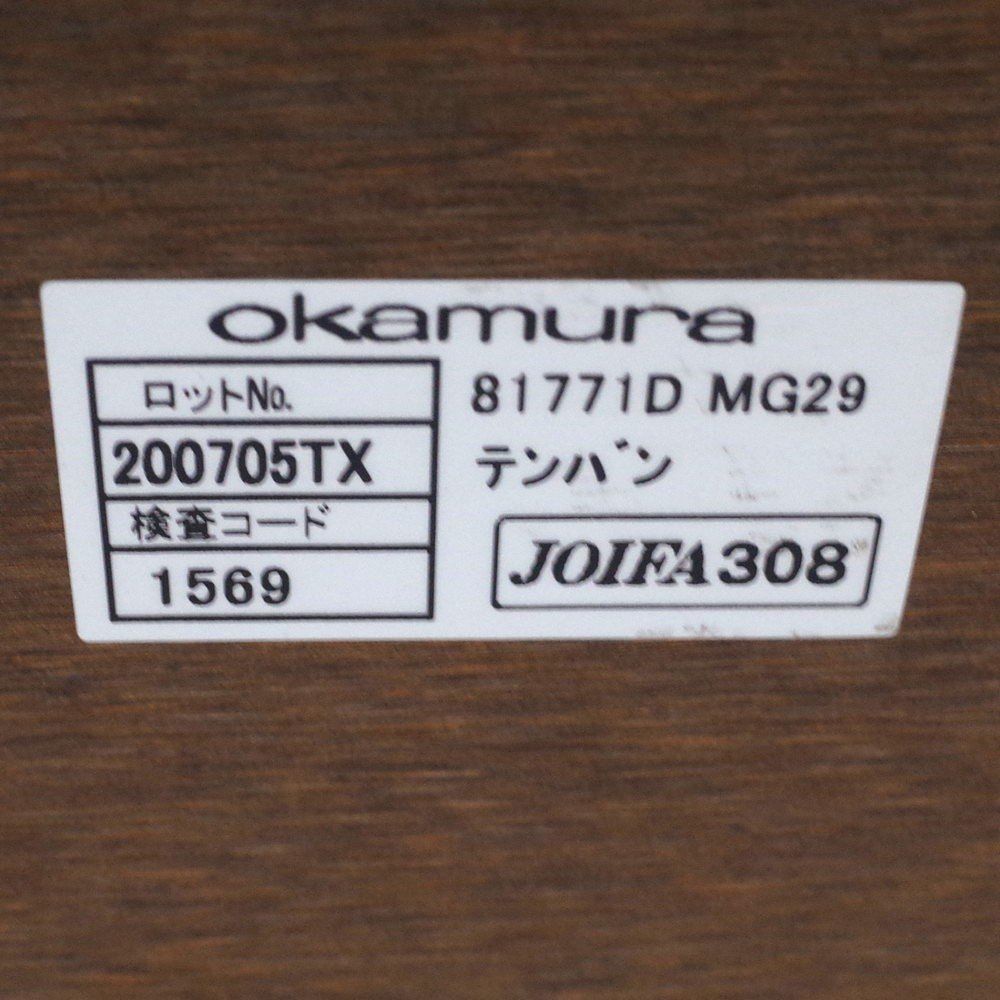 okamura
ロットNo.
200705TX
検査コード
1569
81771D MG29
テンバン
JOIFA308